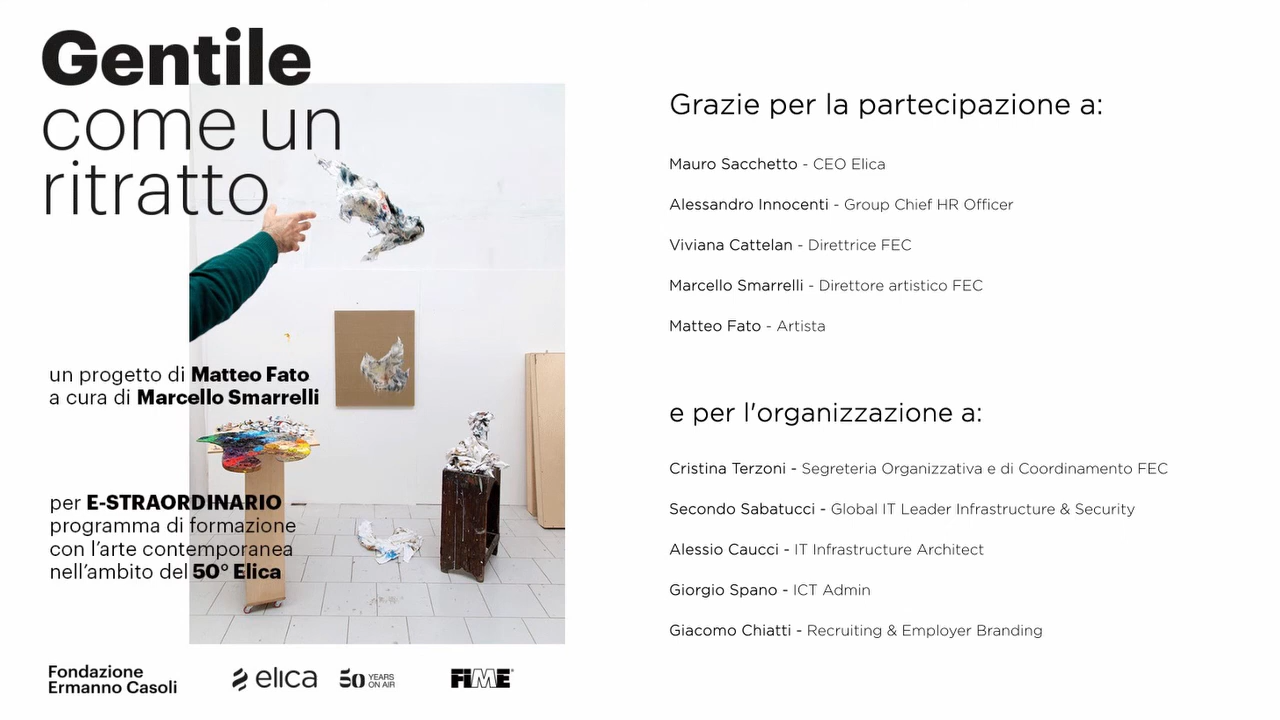 Gentile
come un
ritratto
un progetto di Matteo Fato
a cura di Marcello Smarrelli
per E-STRAORDINARIO
programma di formazione
con l'arte contemporanea
nell'ambito del 50° Elica
Fondazione
Ermanno Casoli
elica
50 YEARS
ON AIR
FIME
Grazie per la partecipazione a:
Mauro Sacchetto - CEO Elica
Alessandro Innocenti - Group Chief HR Officer
Viviana Cattelan - Direttrice FEC
Marcello Smarrelli - Direttore artistico FEC
Matteo Fato - Artista
e per l'organizzazione a:
Cristina Terzoni - Segreteria Organizzativa e di Coordinamento FEC
Secondo Sabatucci - Global IT Leader Infrastructure & Security
Alessio Caucci - IT Infrastructure Architect
Giorgio Spano - ICT Admin
Giacomo Chiatti - Recruiting & Employer Branding